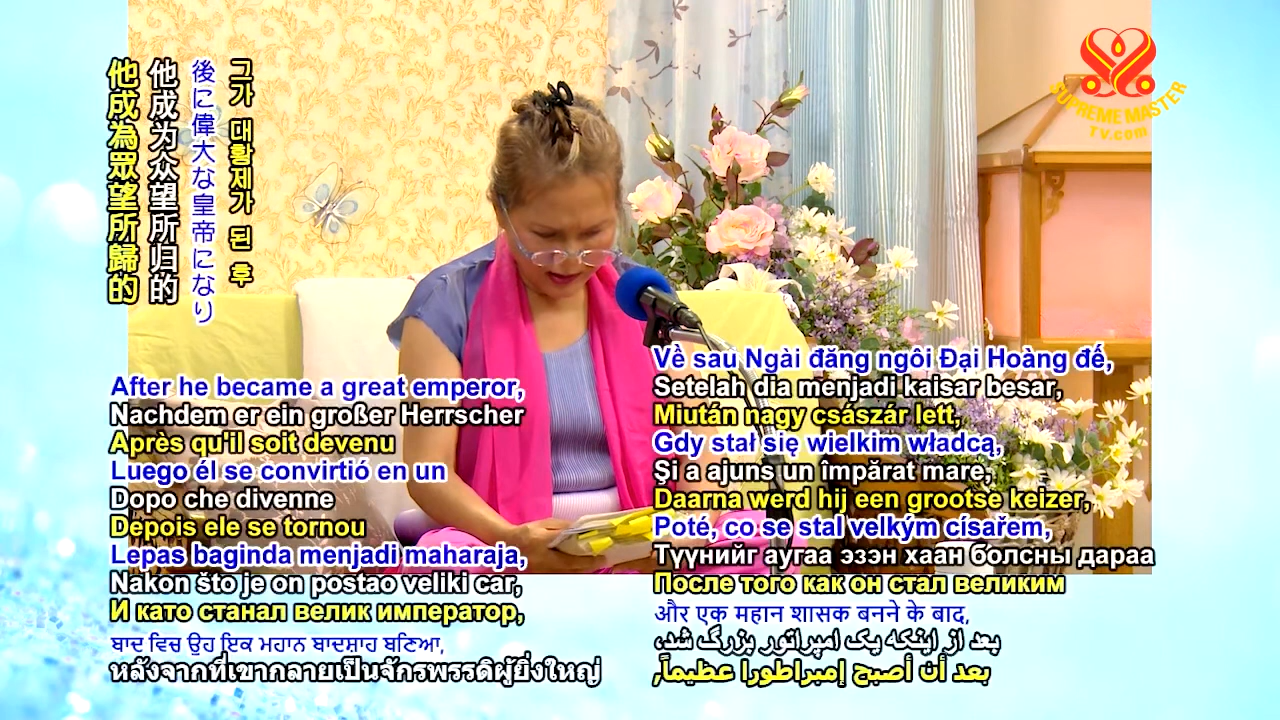 他成為眾望所歸的
他成为众望所归的
後に偉大な皇帝になり
그가 대황제가 된 후
SUPREME MASTER
TV.com
After he became a great emperor,
Nachdem er ein großer Herrscher
Après qu'il soit devenu
Luego él se convirtió en un
Dopo che divenne
Depois ele se tornou
Lepas baginda menjadi maharaja,
Nakon što je on postao veliki car,
И като станал велик император,
ਬਾਦ ਵਿਚ ਉਹ ਇਕ ਮਹਾਨ ਬਾਦਸ਼ਾਹ ਬਣਿਆ,
หลังจากที่เขากลายเป็นจักรพรรดิผู้ยิ่งใหญ่
Về sau Ngài đăng ngôi Đại Hoàng đế,
Setelah dia menjadi kaisar besar,
Miután nagy császár lett,
Gdy stał się wielkim władcą,
Şi a ajuns un împărat mare,
Daarna werd hij een grootse keizer,
Poté, co se stal velkým císařem,
Түүнийг аугаа эзэн хаан болсны дараа
После того как он стал великим
और एक महान शासक बनने के बाद,
بعد از اینکه یک امپراتور بزرگ شد،
بعد أن أصبح إمبراطورا عظيماً,